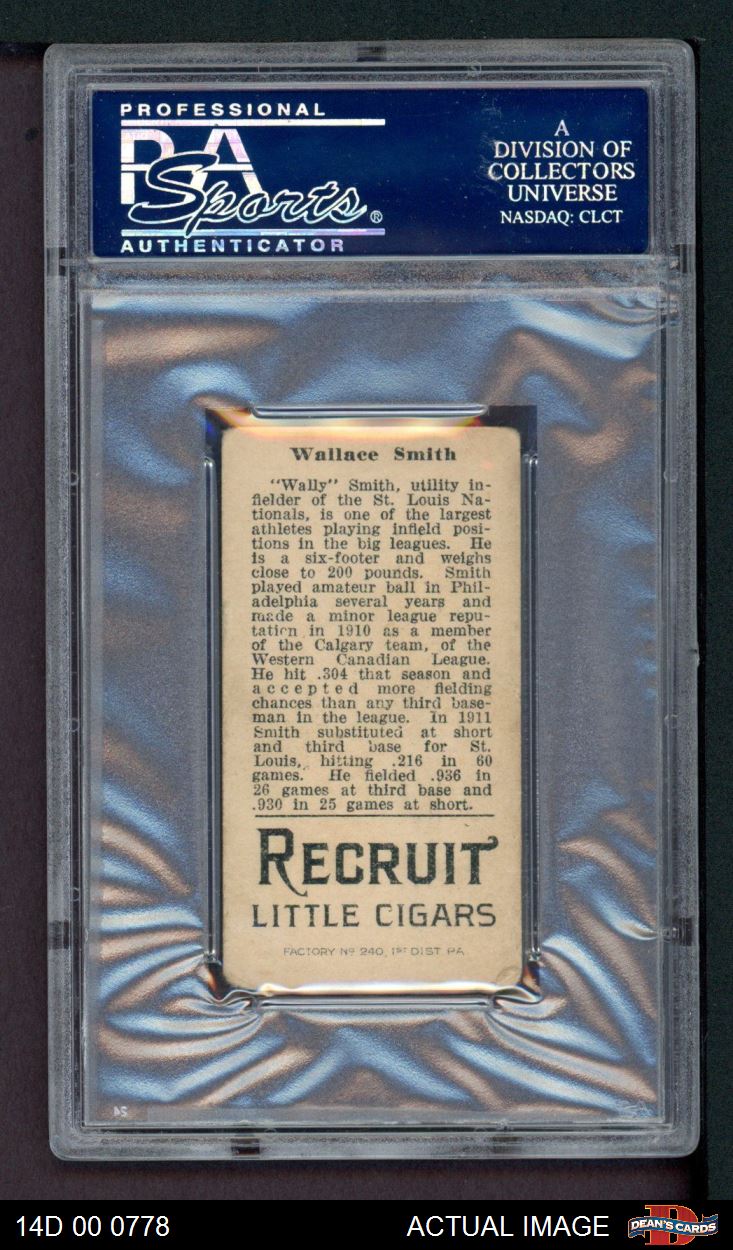 PROFESSIONAL
PSA
Sports®
AUTHENTICATOR
A
DIVISION OF
COLLECTORS
UNIVERSE
NASDAQ: CLCT
Wallace Smith
"Wally" Smith, utility in-
fielder of the St. Louis Na-
tionals, is one of the largest
athletes playing infield posi-
tions in the big leagues. He
is a six-footer and weighs
close to 200 pounds. Smith
played amateur ball in Phil-
adelphia several years and
made a minor league repu-
tation in 1910 as a member
of the Calgary team, of the
Western Canadian League.
He hit .304 that season and
accepted more fielding
chances than any third base-
man in the league. In 1911
Smith substituted at short
and third base for St.
Louis, hitting .216 in 60
games. He fielded .936 in
26 games at third base and
.930 in 25 games at short.
RECRUIT
LITTLE CIGARS
FACTORY Nº 240, 1ST DIST PA
14D 00 0778
ACTUAL IMAGE
D
DEAN'S CARDS